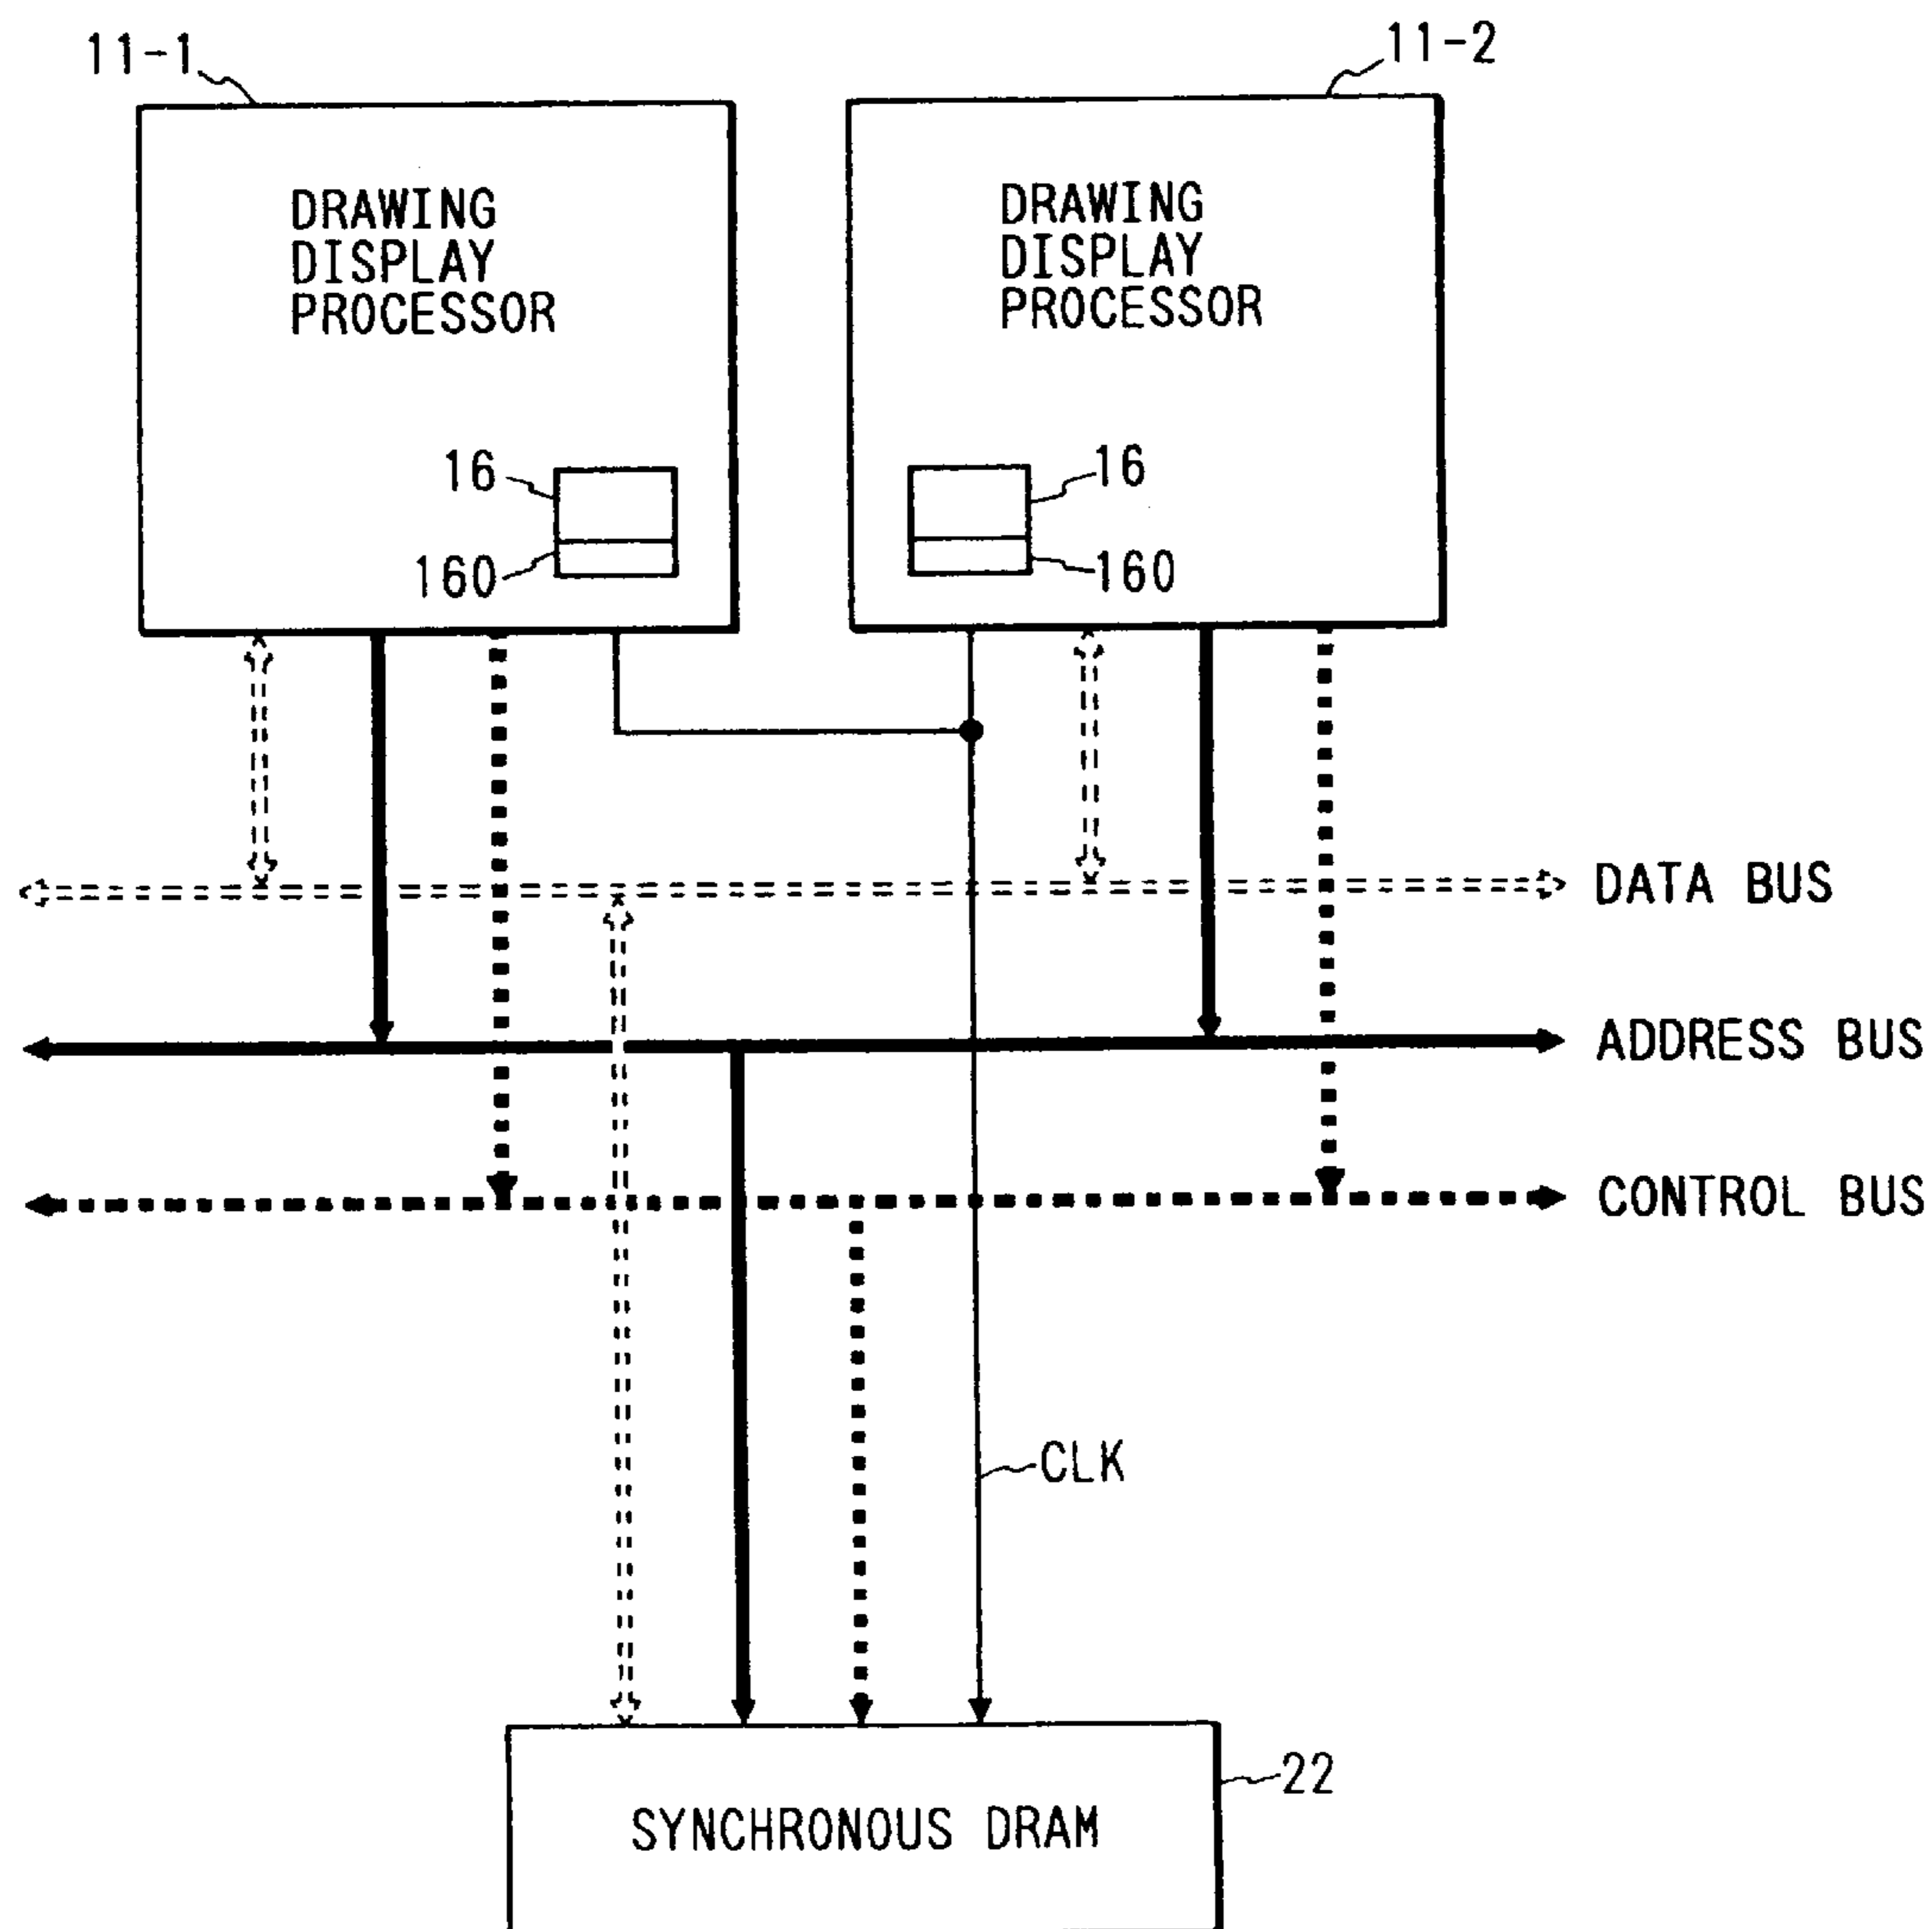 11-1
11-2
DRAWING
DISPLAY
PROCESSOR
DRAWING
DISPLAY
PROCESSOR
16
160
16
160
DATA BUS
ADDRESS BUS
CONTROL BUS
CLK
22
SYNCHRONOUS DRAM